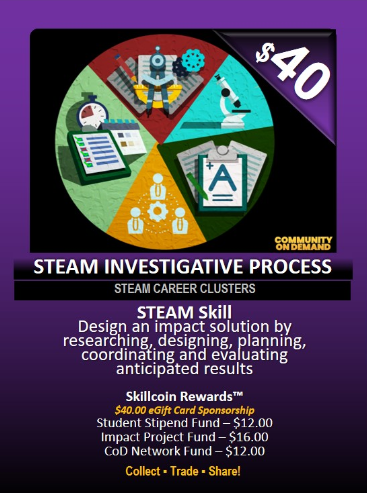 $40
A+
COMMUNITY
ON DEMAND
STEAM INVESTIGATIVE PROCESS
STEAM CAREER CLUSTERS
STEAM Skill
Design an impact solution by
researching, designing, planning,
coordinating and evaluating
anticipated results
Skillcoin Rewards™
$40.00 eGift Card Sponsorship
Student Stipend Fund – $12.00
Impact Project Fund – $16.00
CoD Network Fund – $12.00
Collect ▪ Trade ▪ Share!